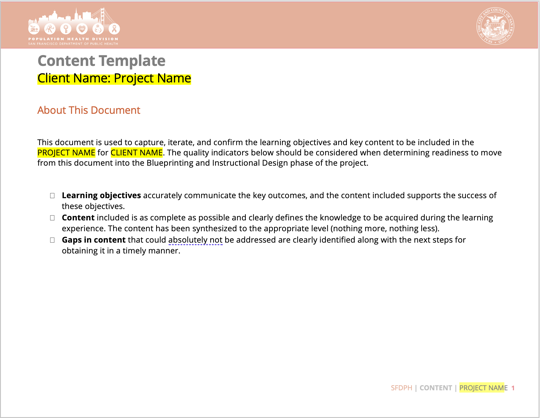 POPULATION HEALTH DIVISION
SAN FRANCISCO DEPARTMENT OF PUBLIC HEALTH
Content Template
Client Name: Project Name
About This Document
This document is used to capture, iterate, and confirm the learning objectives and key content to be included in the
PROJECT NAME for CLIENT NAME. The quality indicators below should be considered when determining readiness to move
from this document into the Blueprinting and Instructional Design phase of the project.
Learning objectives accurately communicate the key outcomes, and the content included supports the success of
these objectives.
Content included is as complete as possible and clearly defines the knowledge to be acquired during the learning
experience. The content has been synthesized to the appropriate level (nothing more, nothing less).
Gaps in content that could absolutely not be addressed are clearly identified along with the next steps for
obtaining it in a timely manner.
SFDPH | CONTENT | PROJECT NAME 1